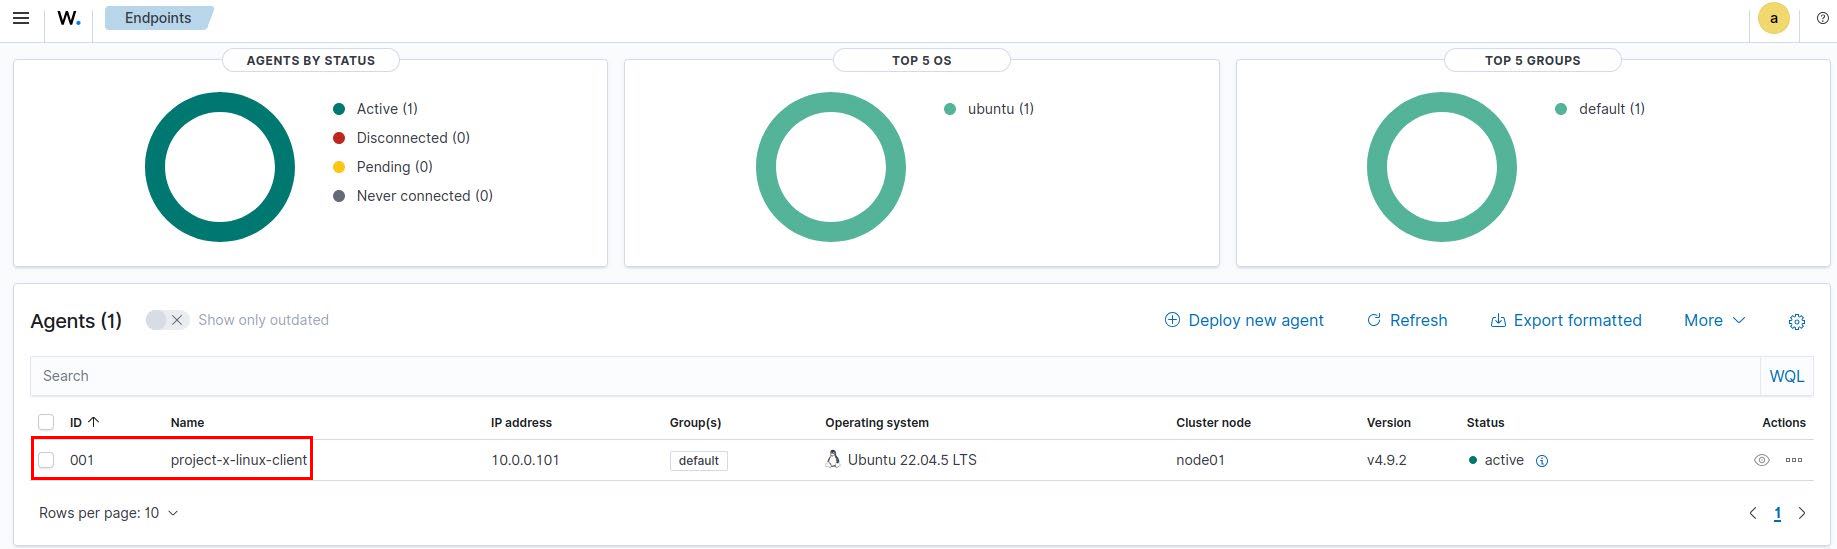 W. Endpoints a
AGENTS BY STATUS TOP 5 OS TOP 5 GROUPS
Active (1) ubuntu (1) default (1)
Disconnected (0)
Pending (0)
Never connected (0)
Agents (1) Show only outdated Deploy new agent Refresh Export formatted More
Search WQL
ID Name IP address Group(s) Operating system Cluster node Version Status Actions
001 project-x-linux-client 10.0.0.101 default Ubuntu 22.04.5 LTS node01 v4.9.2 active
Rows per page: 10 1